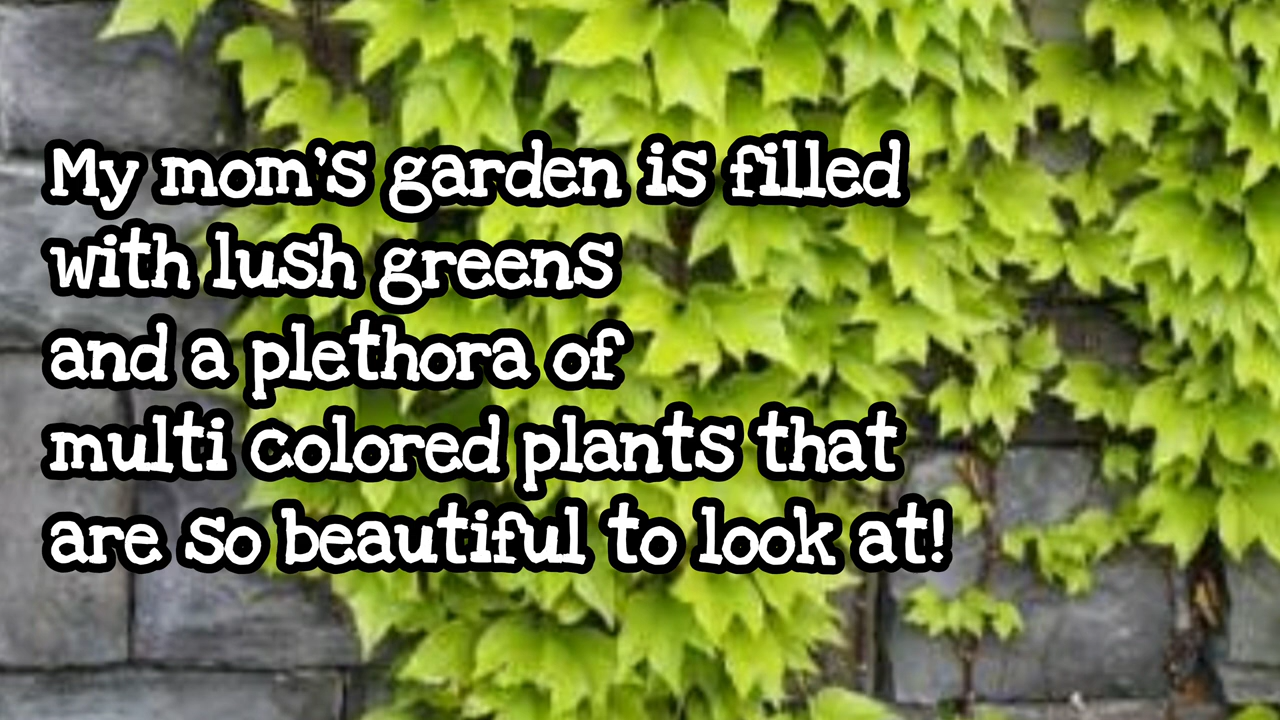 My mom's garden is filled
with lush greens
and a plethora of
multi colored plants that
are so beautiful to look at!